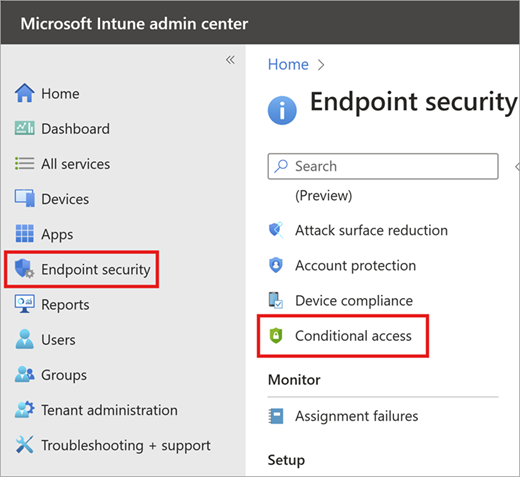 Microsoft Intune admin center
«
Home
Dashboard
All services
Devices
Apps
Endpoint security
Reports
Users
Groups
Tenant administration
Troubleshooting + support
Home >
Endpoint security
Search
(Preview)
Attack surface reduction
Account protection
Device compliance
Conditional access
Monitor
Assignment failures
Setup